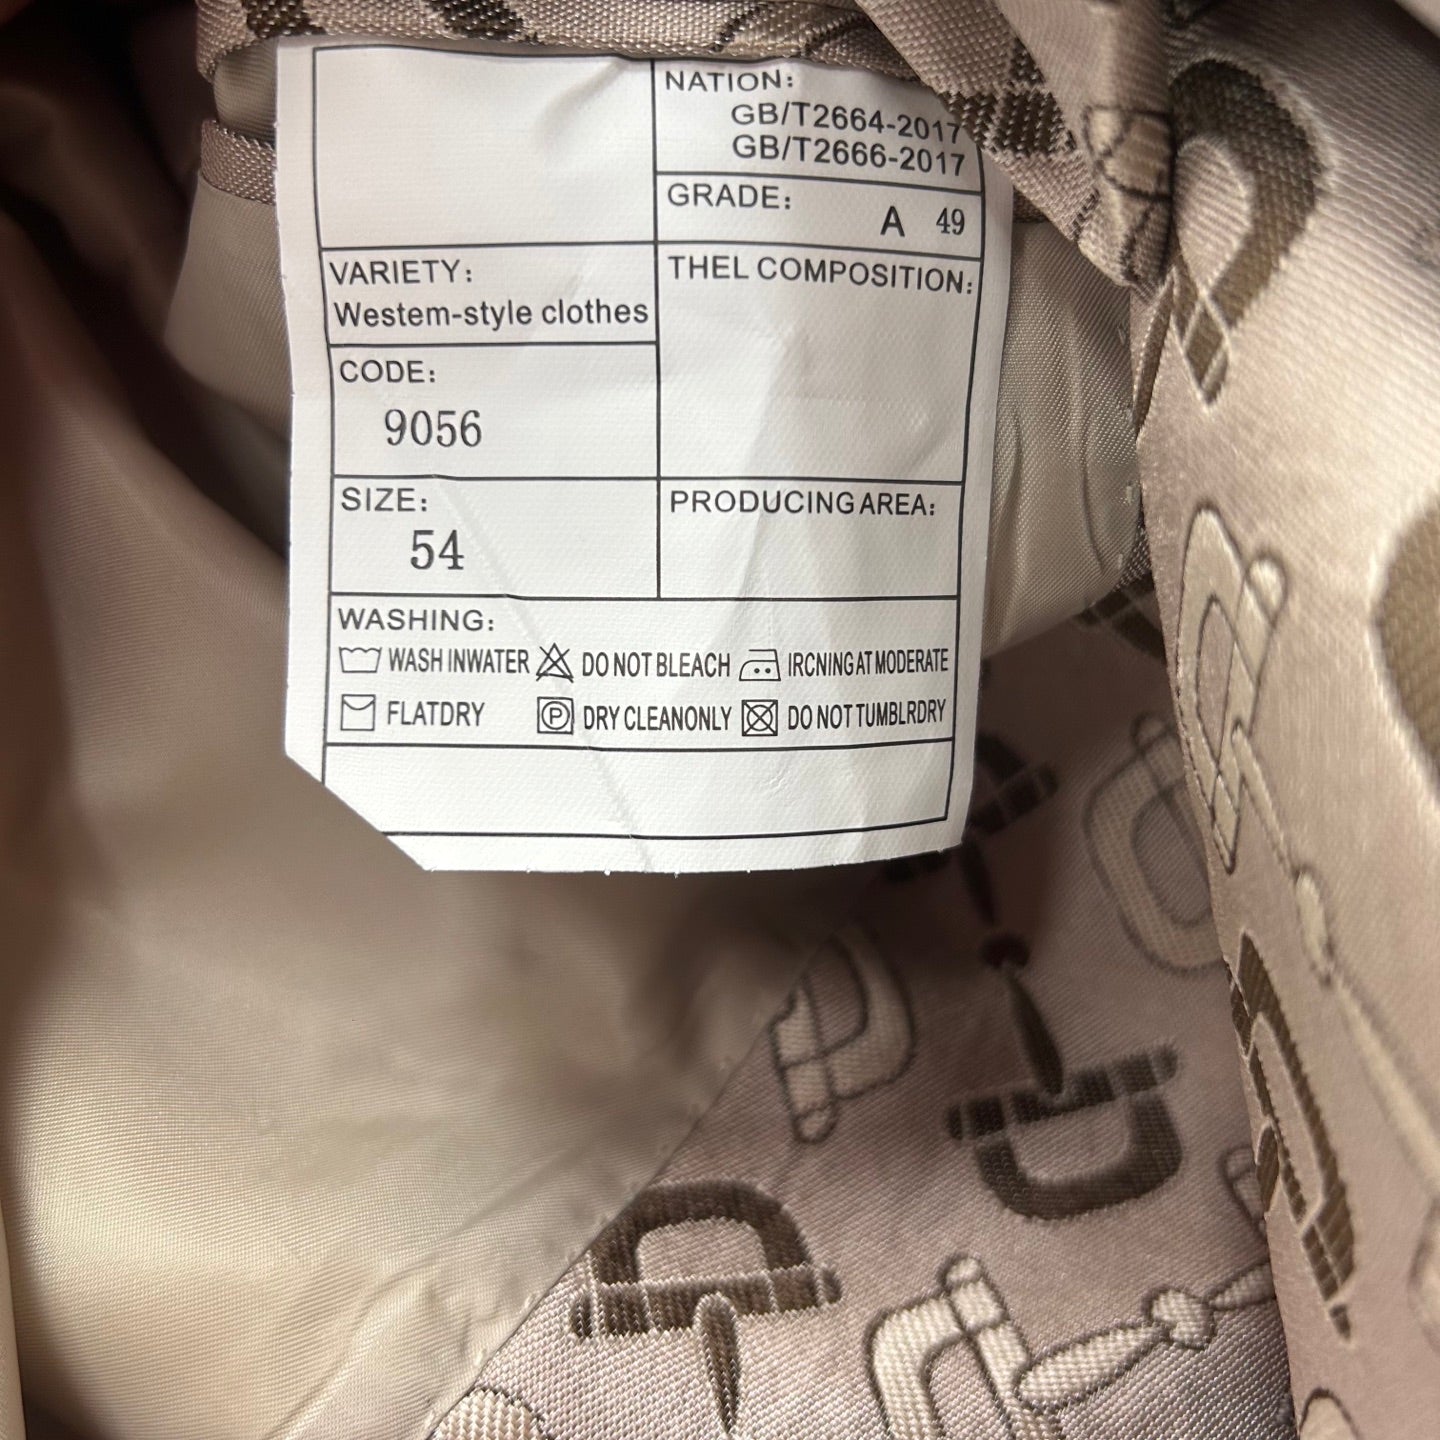 NATION:
GB/T2664-2017
GB/T2666-2017
GRADE:
A 49
VARIETY:
Westem-style clothes
THEL COMPOSITION:
CODE:
9056
SIZE:
54
PRODUCING AREA:
WASHING:
WASH INWATER DO NOT BLEACH IRCNING AT MODERATE
FLATDRY P DRY CLEANONLY DO NOT TUMBLRDRY